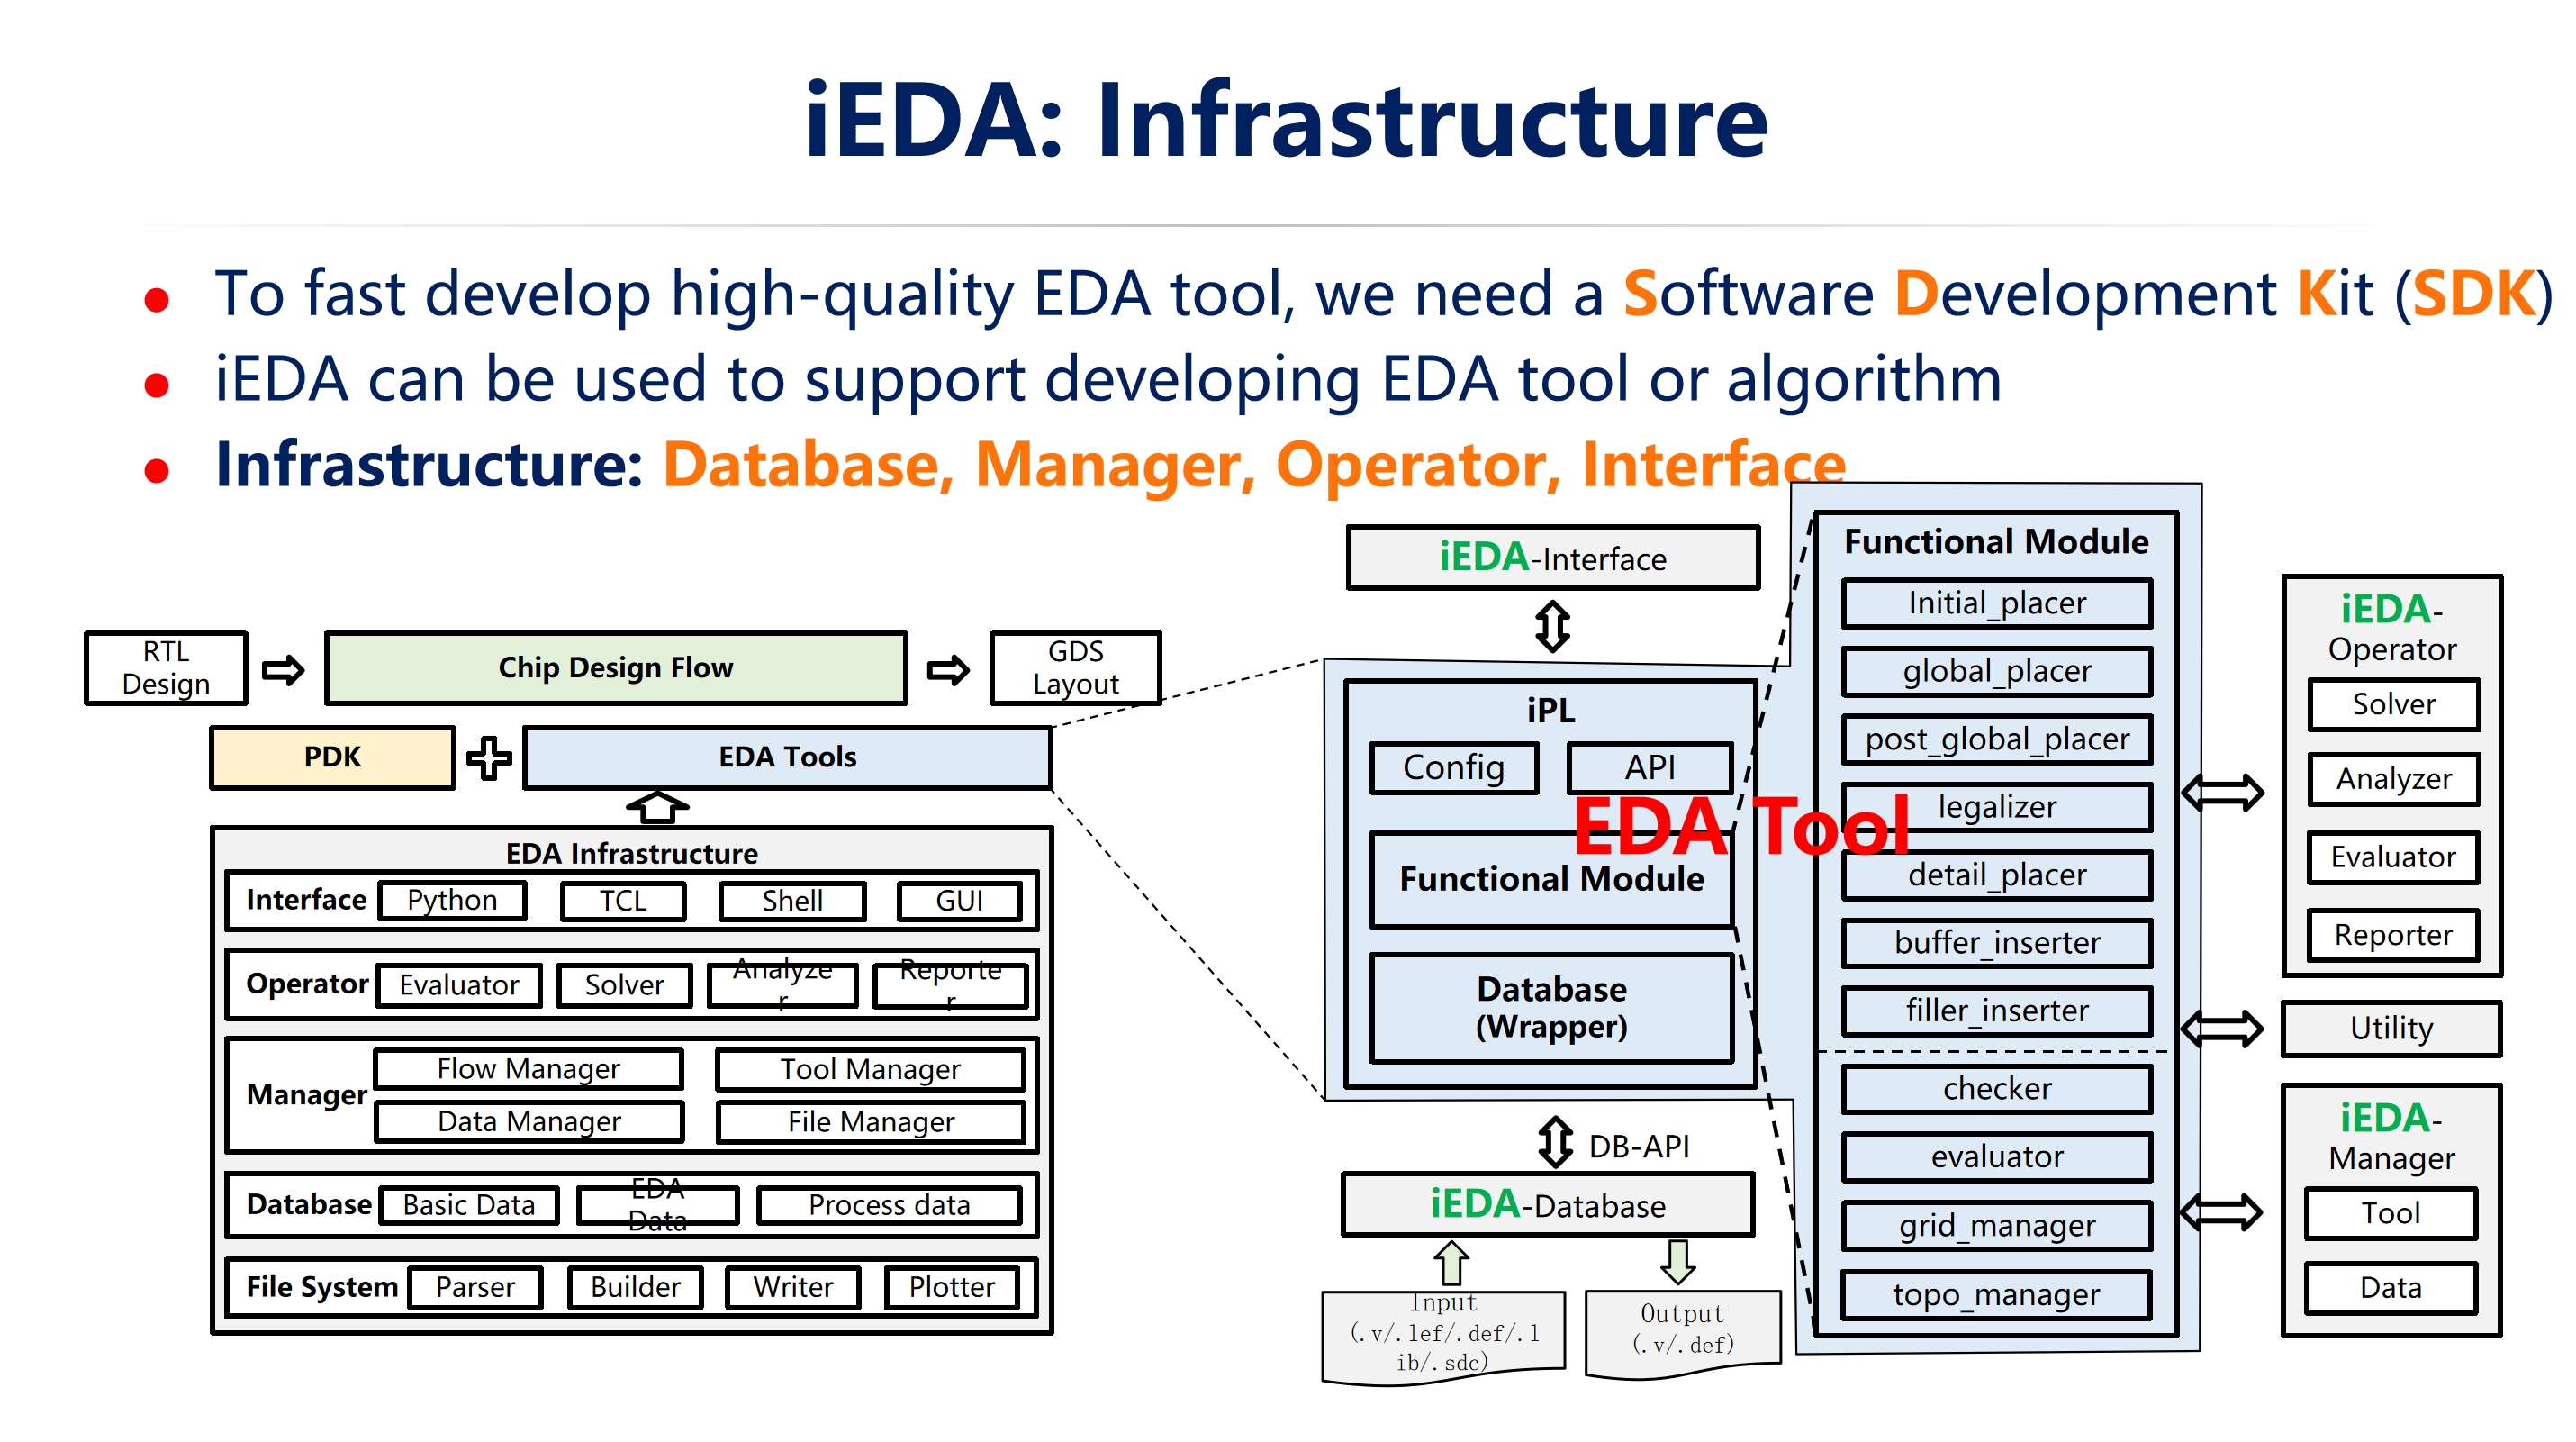 iEDA: Infrastructure
To fast develop high-quality EDA tool, we need a Software Development Kit (SDK)
iEDA can be used to support developing EDA tool or algorithm
Infrastructure: Database, Manager, Operator, Interface
RTL
Design
Chip Design Flow
GDS
Layout
PDK
EDA Tools
EDA Infrastructure
Interface Python TCL Shell GUI
Operator Evaluator Solver Analyze
r
Reporte
r
Manager
Flow Manager Tool Manager
Data Manager File Manager
Database Basic Data EDA
Data
Process data
File System Parser Builder Writer Plotter
iEDA-Interface
iPL
Config API
EDA Tool
Functional Module
Database
(Wrapper)
DB-API
iEDA-Database
Input
(.v/.lef/.def/.l
ib/.sdc)
Output
(.v/.def)
Functional Module
Initial_placer
global_placer
post_global_placer
legalizer
detail_placer
buffer_inserter
filler_inserter
checker
evaluator
grid_manager
topo_manager
iEDA-
Operator
Solver
Analyzer
Evaluator
Reporter
Utility
iEDA-
Manager
Tool
Data